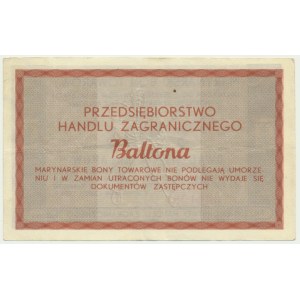 PRZEDSIĘBIORSTWO
HANDLU ZAGRANICZNEGO
Baltona
MARYNARSKIE BONY TOWAROWE NIE PODLEGAJĄ UMORZE-
NIU I W ZAMIAN UTRACONYCH BONÓW NIE WYDAJE SIĘ
DOKUMENTÓW ZASTĘPCZYCH